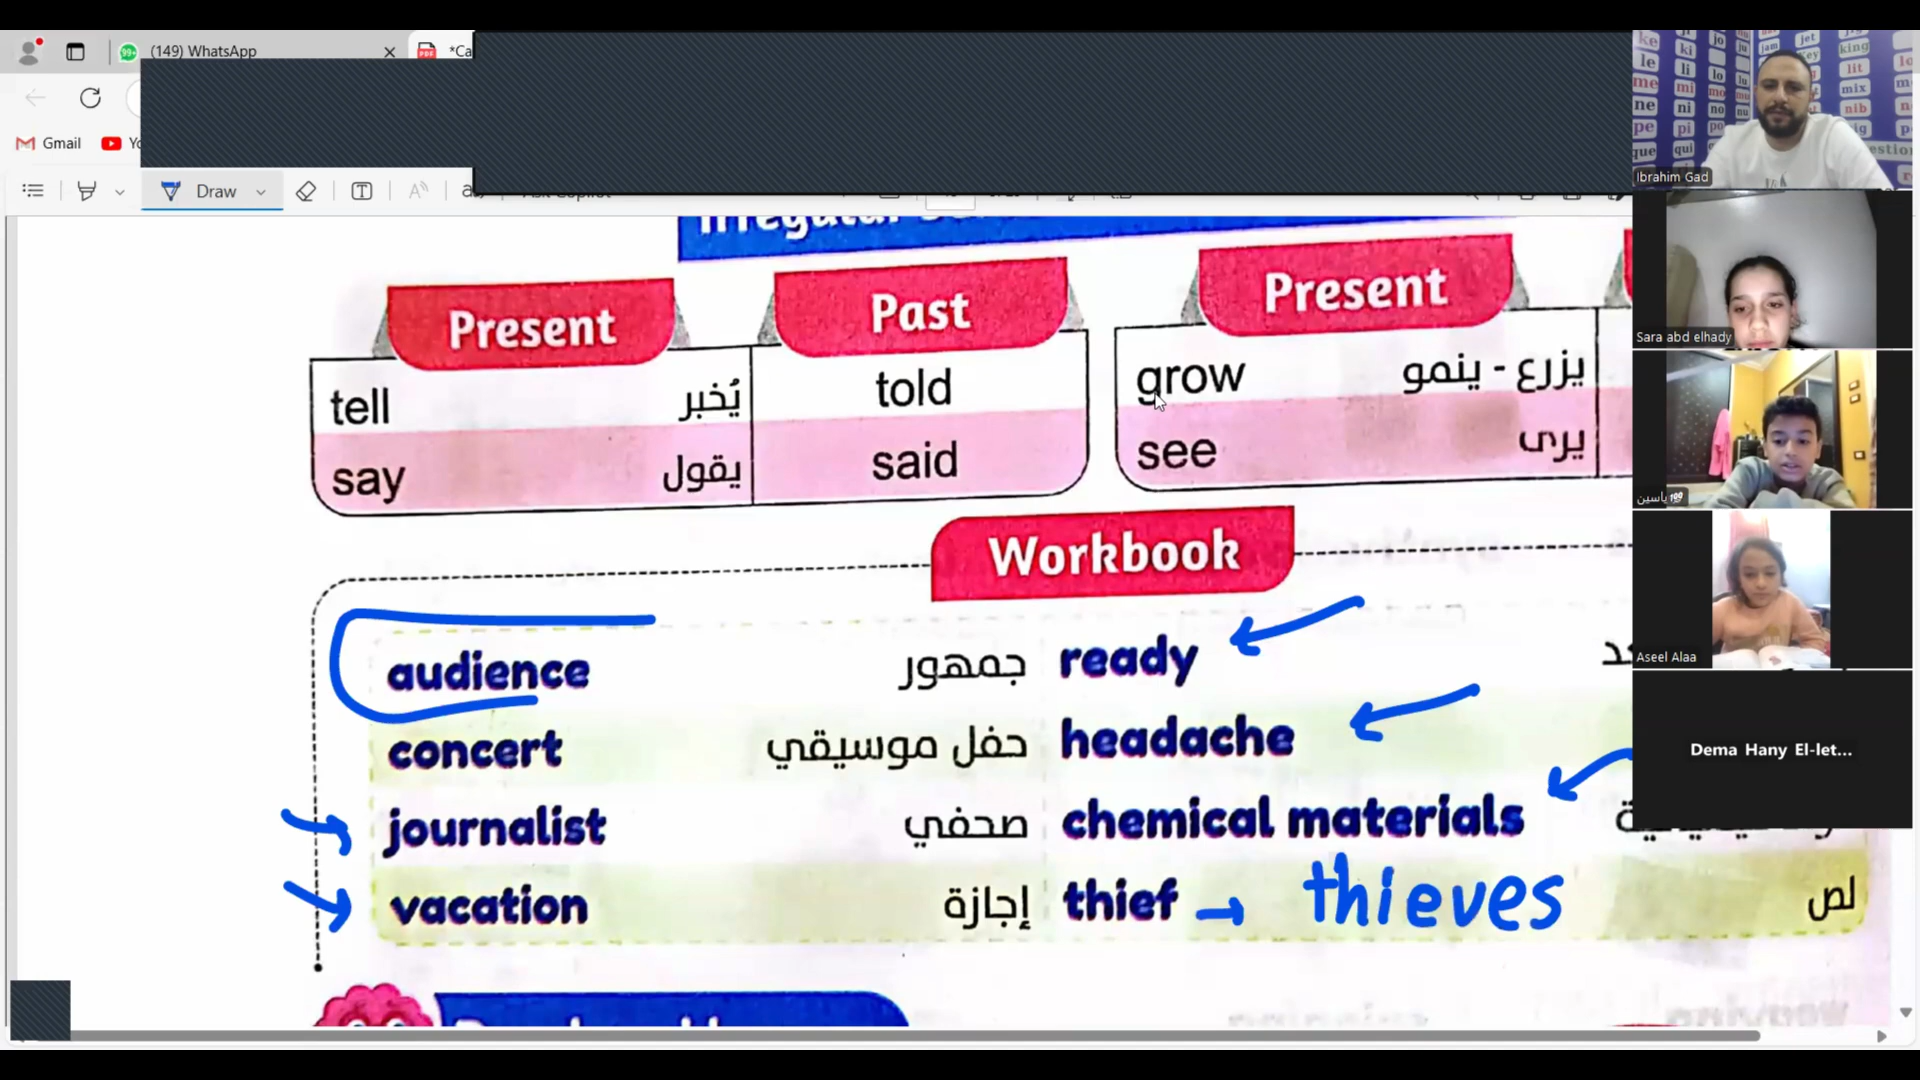 (149) WhatsApp
*Ca
Gmail
Draw
Present
Past
Present
tell
يُخبر
told
grow
يزرع - ينمو
say
يقول
said
see
يرى
Workbook
audience
جمهور
ready
concert
حفل موسيقي
headache
journalist
صحفي
chemical materials
vacation
إجازة
thief → thieves
لص
Ibrahim Gad
Sara abd elhady
ياسين
Aseel Alaa
Dema Hany El-let...